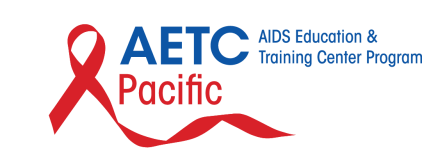 AETC
AIDS Education &
Training Center Program
Pacific